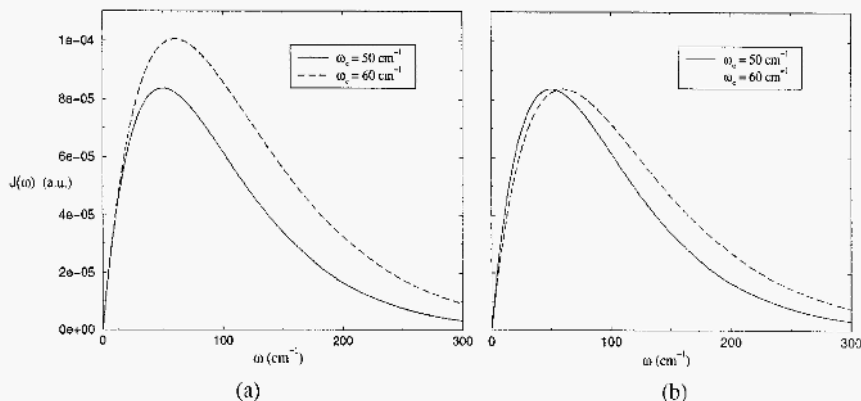 1e−04
8e−05
6e−05
4e−05
2e−05
0e+00
J(ω) (a.u.)
ω_c = 50 cm⁻¹
ω_c = 60 cm⁻¹
0 100 200 300
ω (cm⁻¹)
(a)
ω_c = 50 cm⁻¹
ω_c = 60 cm⁻¹
0 100 200 300
ω (cm⁻¹)
(b)